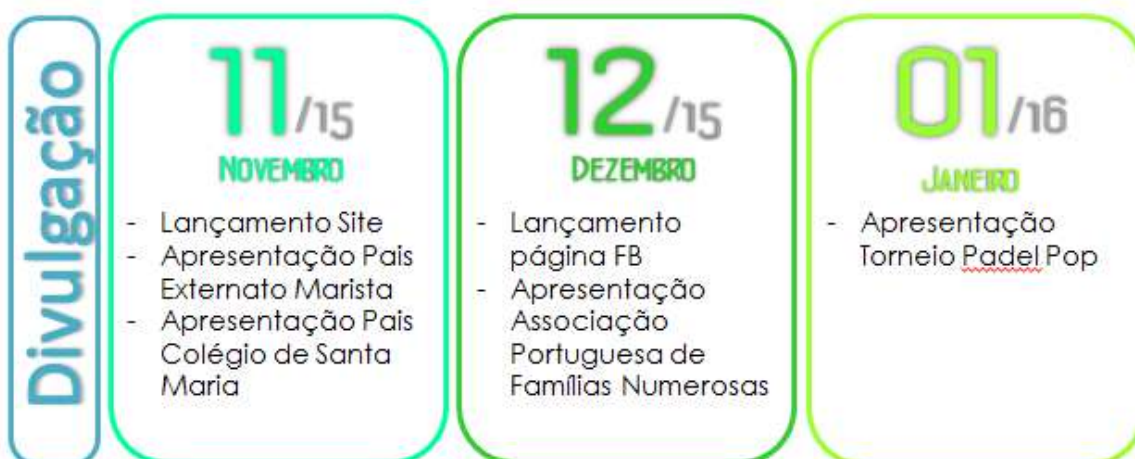 Divulgação
11/15
NOVEMBRO
- Lançamento Site
- Apresentação Pais
Externato Marista
- Apresentação Pais
Colégio de Santa
Maria
12/15
DEZEMBRO
- Lançamento
página FB
- Apresentação
Associação
Portuguesa de
Famílias Numerosas
01/16
JANEIRO
- Apresentação
Torneio Padel Pop